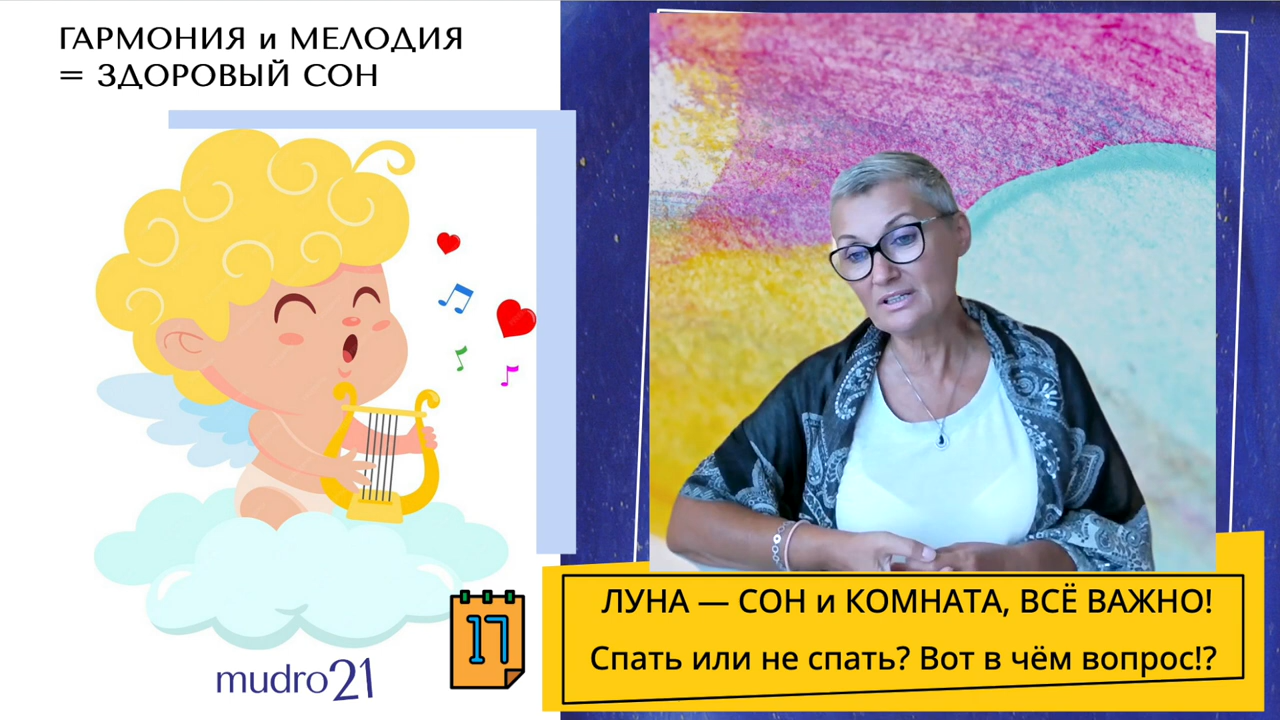 ГАРМОНИЯ и МЕЛОДИЯ
= ЗДОРОВЫЙ СОН
mudro21
17
ЛУНА — СОН и КОМНАТА, ВСЁ ВАЖНО!
Спать или не спать? Вот в чём вопрос!?